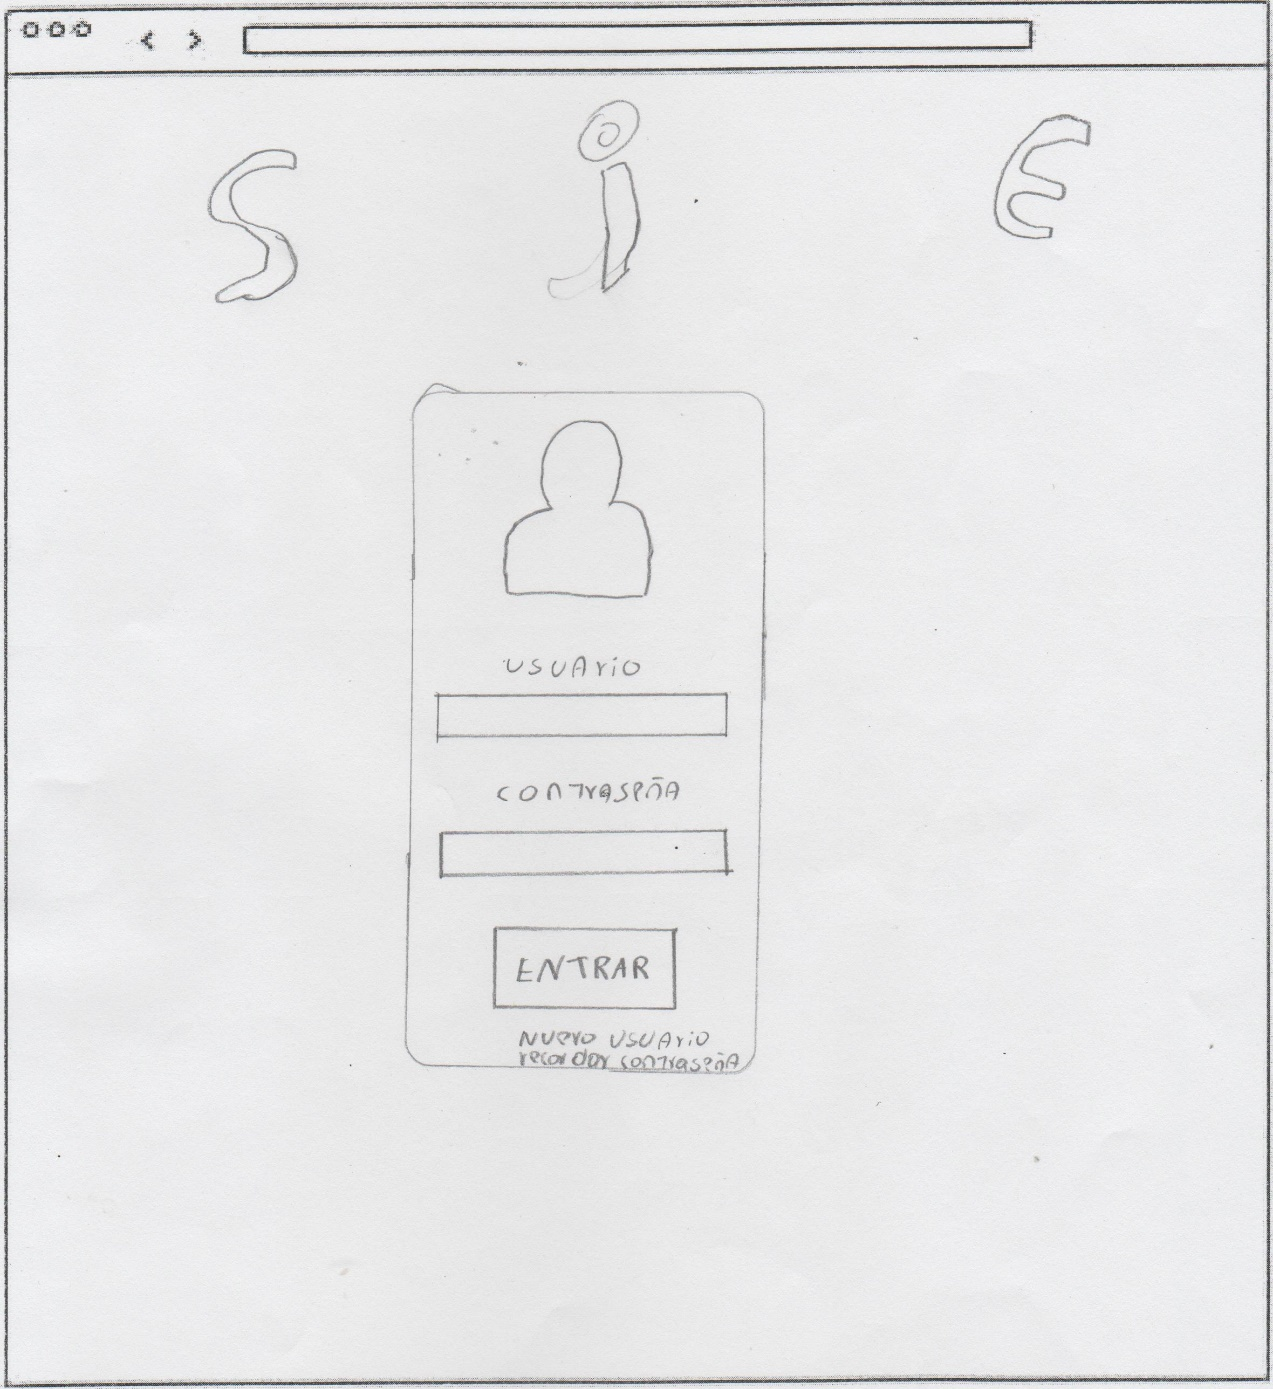 S i E
USUArio
CONTrASeñA
ENTRAR
NUevo USUArio
recordar contraseñA